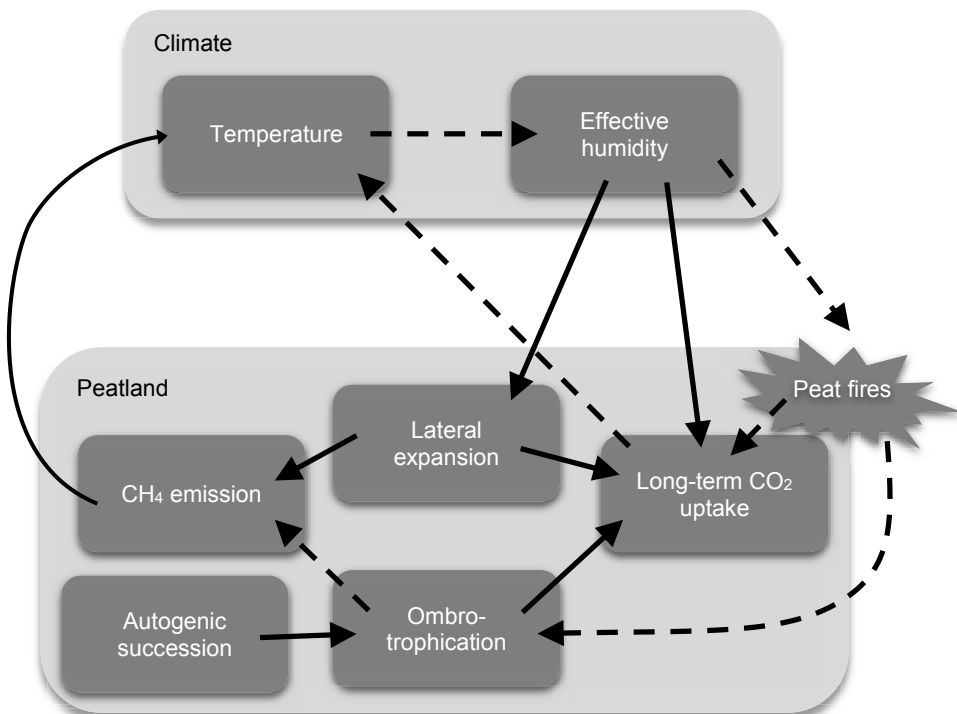 Climate
Temperature
Effective
humidity
Peat fires
Peatland
Lateral
expansion
CH₄ emission
Long-term CO₂
uptake
Autogenic
succession
Ombro-
trophication